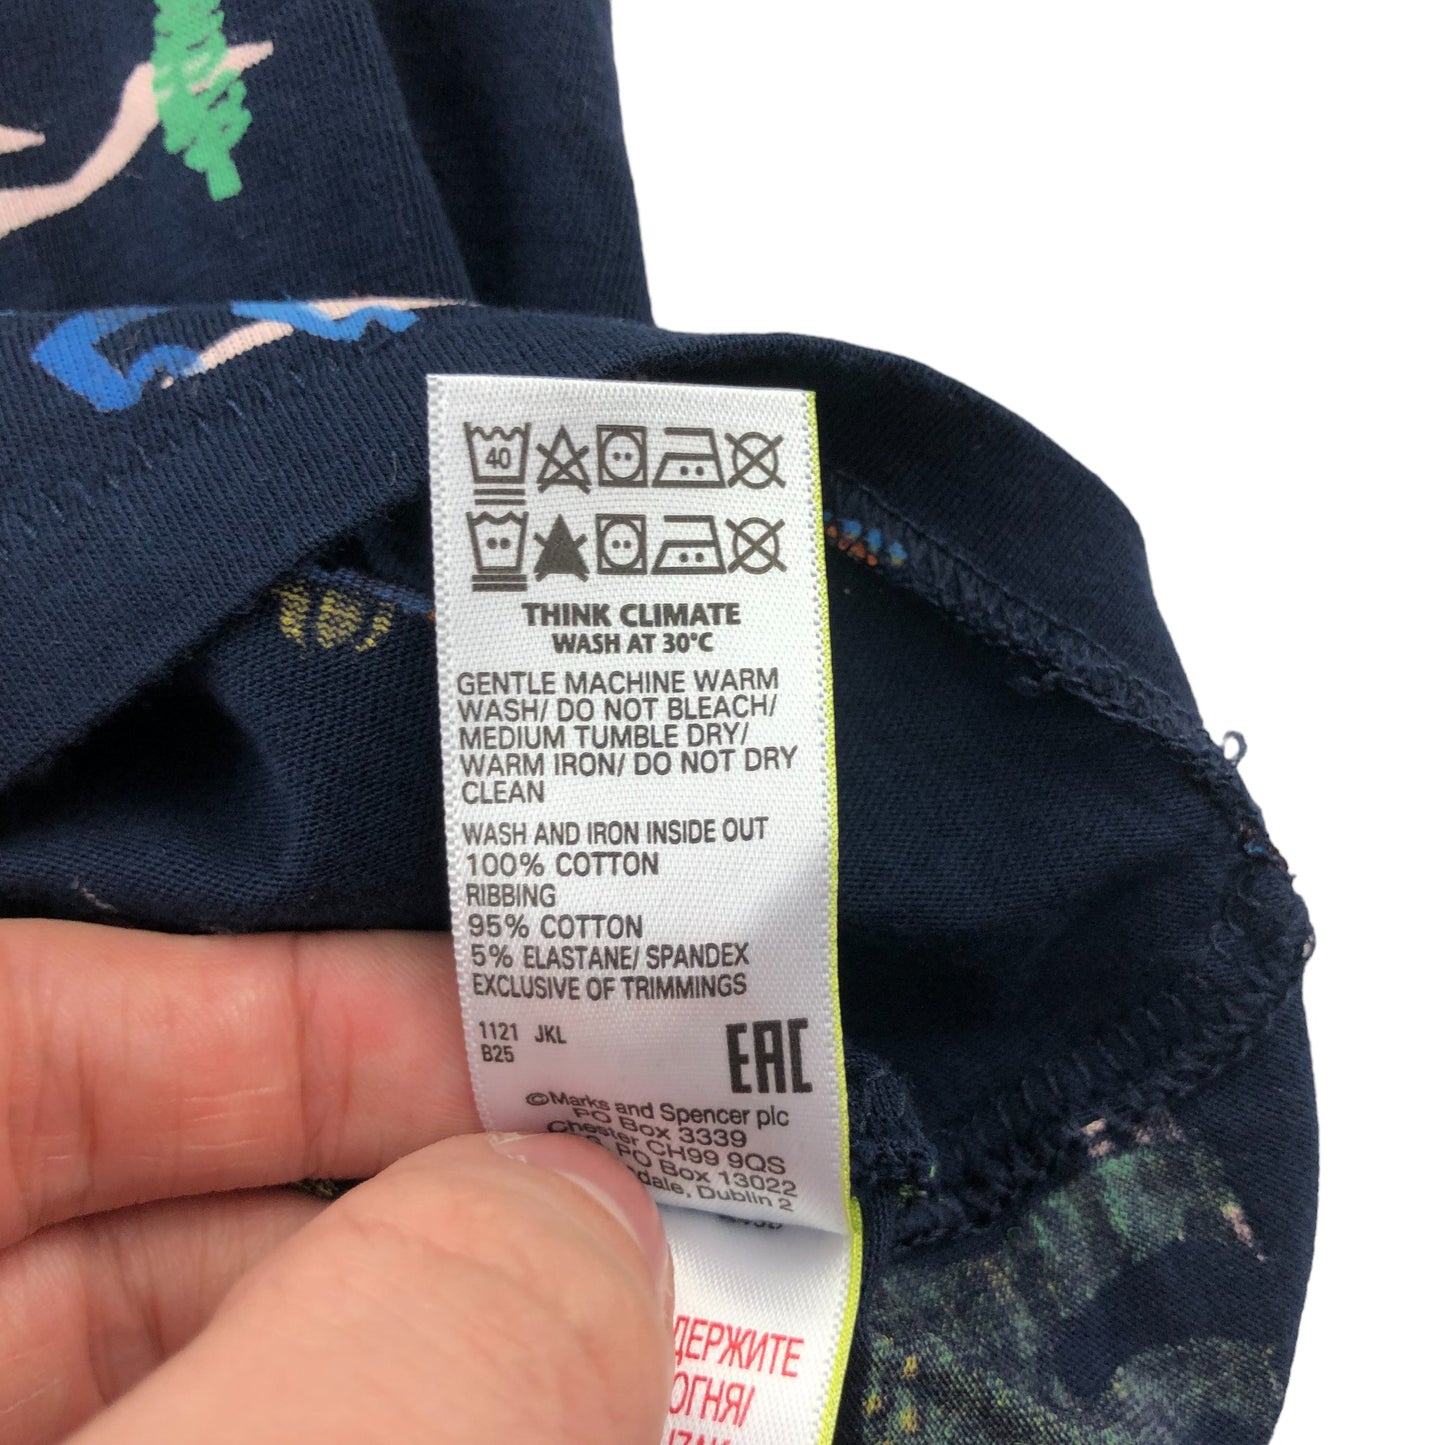 40
THINK CLIMATE
WASH AT 30°C
GENTLE MACHINE WARM
WASH/ DO NOT BLEACH/
MEDIUM TUMBLE DRY/
WARM IRON/ DO NOT DRY
CLEAN
WASH AND IRON INSIDE OUT
100% COTTON
RIBBING
95% COTTON
5% ELASTANE/ SPANDEX
EXCLUSIVE OF TRIMMINGS
1121 JKL
B25
EAC
©Marks and Spencer plc
PO Box 3339
Chester CH99 9QS
PO Box 13022
Dublin 2